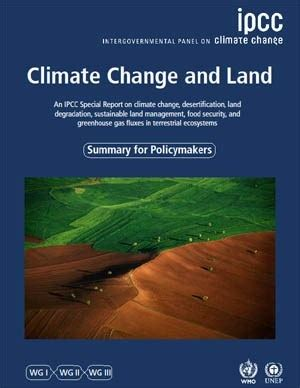 ipcc
INTERGOVERNMENTAL PANEL ON climate change
Climate Change and Land
An IPCC Special Report on climate change, desertification, land
degradation, sustainable land management, food security, and
greenhouse gas fluxes in terrestrial ecosystems
Summary for Policymakers
WG I WG II WG III
WMO UNEP